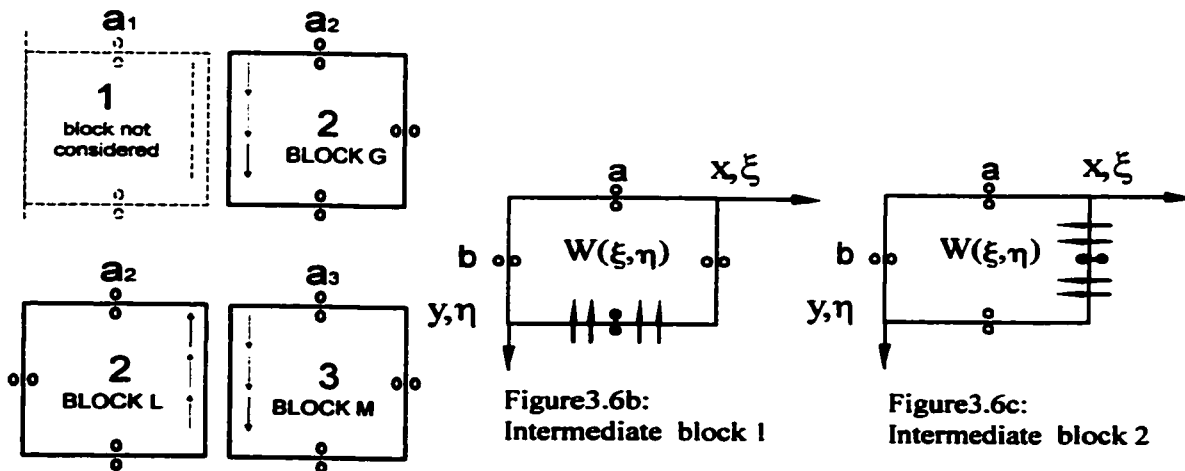 a1
a2
1
block not
considered
2
BLOCK G
a2
a3
2
BLOCK L
3
BLOCK M
a
x,ξ
b
W(ξ,η)
y,η
Figure3.6b:
Intermediate block 1
a
x,ξ
b
W(ξ,η)
y,η
Figure3.6c:
Intermediate block 2